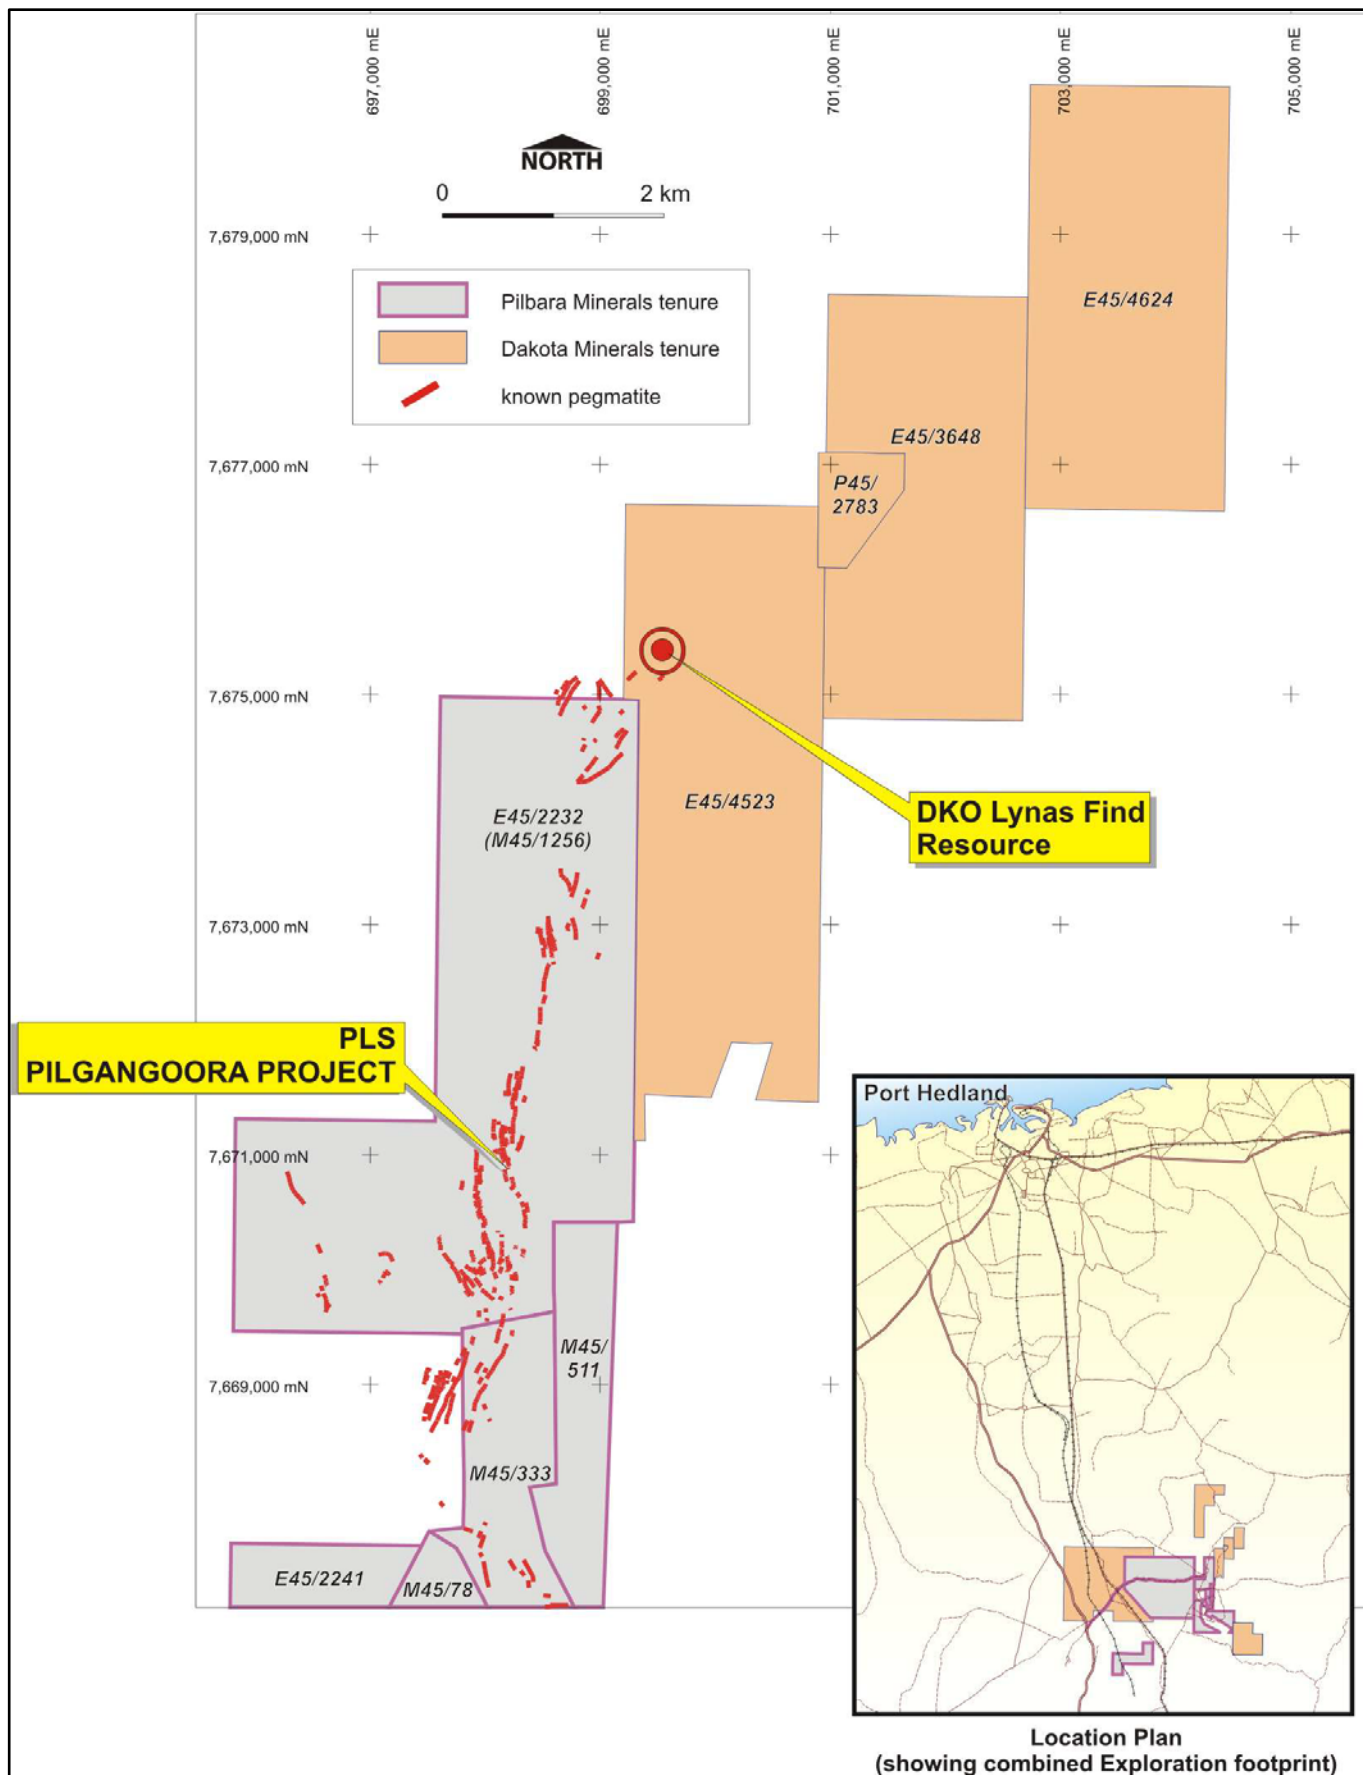 697,000 mE
699,000 mE
701,000 mE
703,000 mE
705,000 mE
NORTH
0 2 km
7,679,000 mN
Pilbara Minerals tenure
Dakota Minerals tenure
known pegmatite
E45/4624
E45/3648
7,677,000 mN
P45/
2783
7,675,000 mN
DKO Lynas Find
Resource
E45/4523
E45/2232
(M45/1256)
7,673,000 mN
PLS
PILGANGOORA PROJECT
7,671,000 mN
M45/
511
7,669,000 mN
M45/333
E45/2241
M45/78
Port Hedland
Location Plan
(showing combined Exploration footprint)